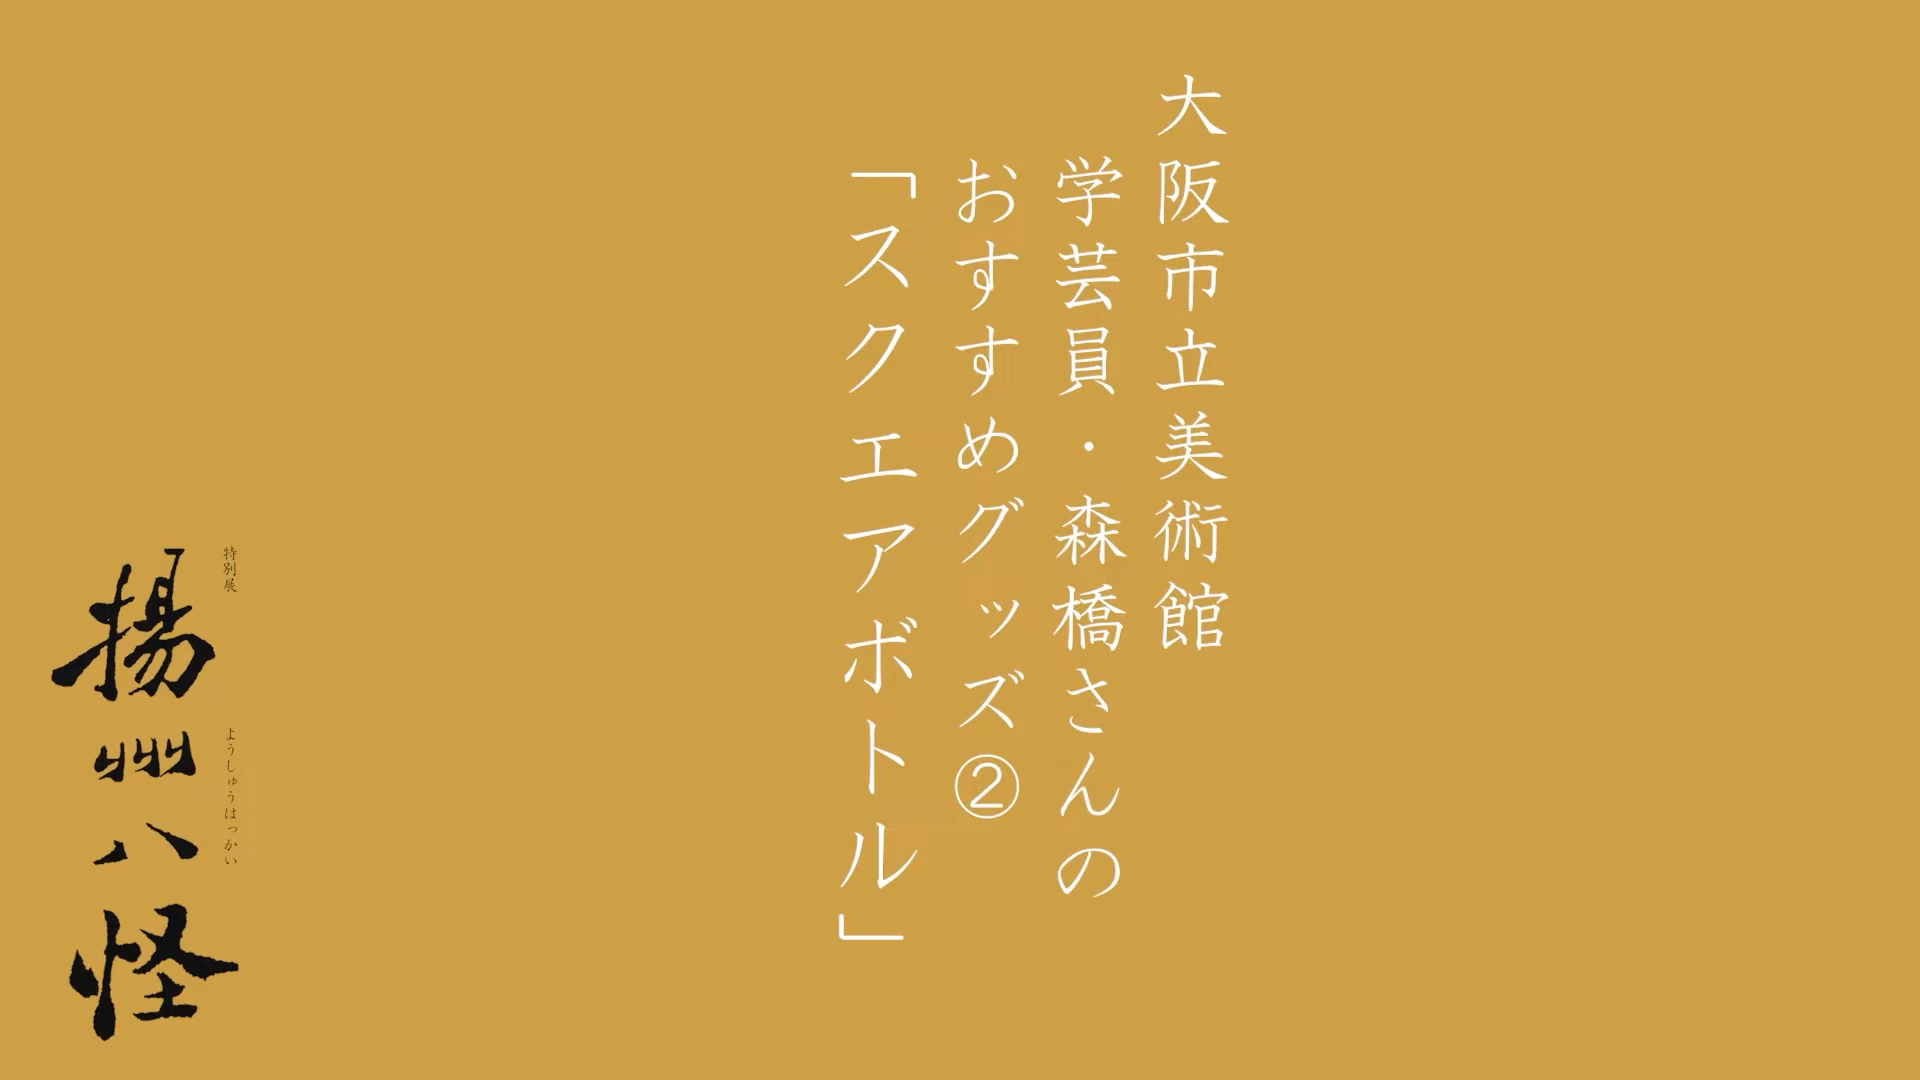 大阪市立美術館
学芸員・森橋さんの
おすすめグッズ②
「スクエアボトル」
特別展
ようしゅうはっかい
揚州八怪